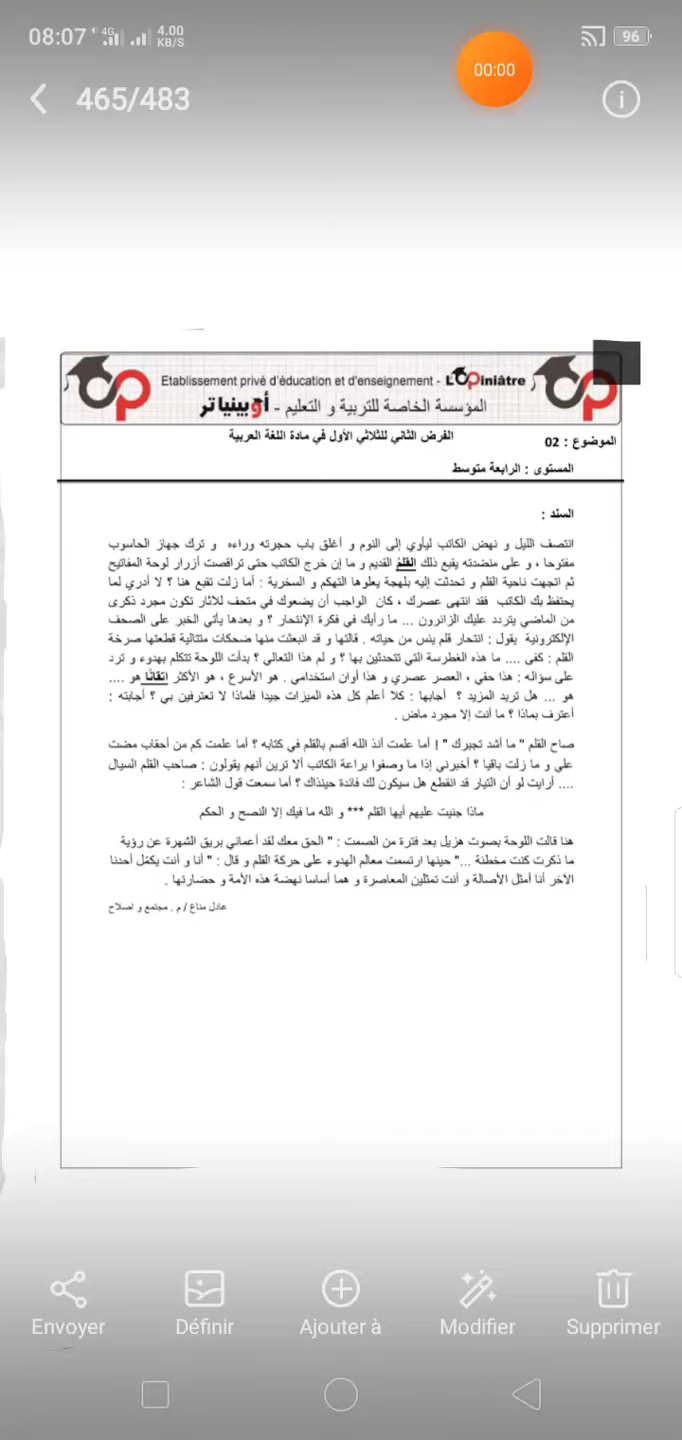 08:07 4G 4.00 KB/S 96
00:00
465/483
Etablissement privé d'éducation et d'enseignement - L'Opiniâtre
المؤسسة الخاصة للتربية و التعليم - أوبينياتر
الفرض الثاني للثلاثي الأول في مادة اللغة العربية
الموضوع : 02
المستوى : الرابعة متوسط
السند :
انتصف الليل و نهض الكاتب ليأوي إلى النوم و أغلق باب حجرته وراءه و ترك جهاز الحاسوب
مفتوحا ، و على منضدته يقبع ذلك القلمُ القديم و ما إن خرج الكاتب حتى تراقصت أزرار لوحة المفاتيح
ثم اتجهت ناحية القلم و تحدثت إليه بلهجة يعلوها التهكم و السخرية : أما زلت تقبع هنا ؟ لا أدري لما
يحتفظ بك الكاتب فقد انتهى عصرك ، كان الواجب أن يضعوك في متحف للآثار تكون مجرد ذكرى
من الماضي يتردد عليك الزائرون ... ما رأيك في فكرة الإنتحار ؟ و بعدها يأتي الخبر على الصحف
الإلكترونية يقول : انتحار قلم يئس من حياته . قالتها و قد انبعثت منها ضحكات متتالية قطعتها صرخة
القلم : كفى .... ما هذه الغطرسة التي تتحدثين بها ؟ و لم هذا التعالي ؟ بدأت اللوحة تتكلم بهدوء و ترد
على سؤاله : هذا حقي ، العصر عصري و هذا أوان استخدامي . هو الأسرع ، هو الأكثر إتقانًا هو ....
هو ... هل تريد المزيد ؟ أجابها : كلا أعلم كل هذه الميزات جيدا فلماذا لا تعترفين بي ؟ أجابته :
أعترف بماذا ؟ ما أنت إلا مجرد ماض .
صاح القلم " ما أشد تجبرك " ! أما علمت أنذ الله أقسم بالقلم في كتابه ؟ أما علمت كم من أحقاب مضت
علي و ما زلت باقيا ؟ أخبرني إذا ما وصفوا براعة الكاتب ألا ترين أنهم يقولون : صاحب القلم السيال
.... أرايت لو أن التيار قد انقطع هل سيكون لك فائدة حينذاك ؟ أما سمعت قول الشاعر :
ماذا جنيت عليهم أيها القلم *** و الله ما فيك إلا النصح و الحكم
هنا قالت اللوحة بصوت هزيل بعد فترة من الصمت : " الحق معك لقد أعماني بريق الشهرة عن رؤية
ما ذكرت كنت مخطئة ..." حينها ارتسمت معالم الهدوء على حركة القلم و قال : " أنا و أنت يكمل أحدنا
الآخر أنا أمثل الأصالة و أنت تمثلين المعاصرة و هما أساسا نهضة هذه الأمة و حضارتها .
عادل مناع / م . مجتمع و اصلاح
Envoyer Définir Ajouter à Modifier Supprimer